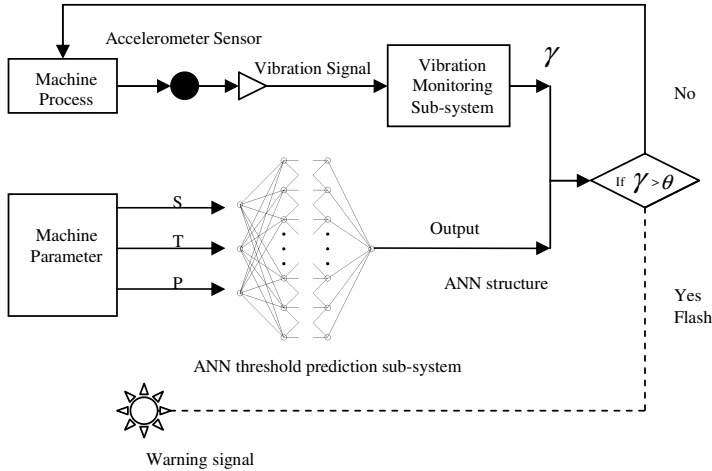 Accelerometer Sensor
Machine
Process
Vibration Signal
Vibration
Monitoring
Sub-system
γ
No
If γ > θ
Machine
Parameter
S
T
P
Output
ANN structure
Yes
Flash
ANN threshold prediction sub-system
Warning signal